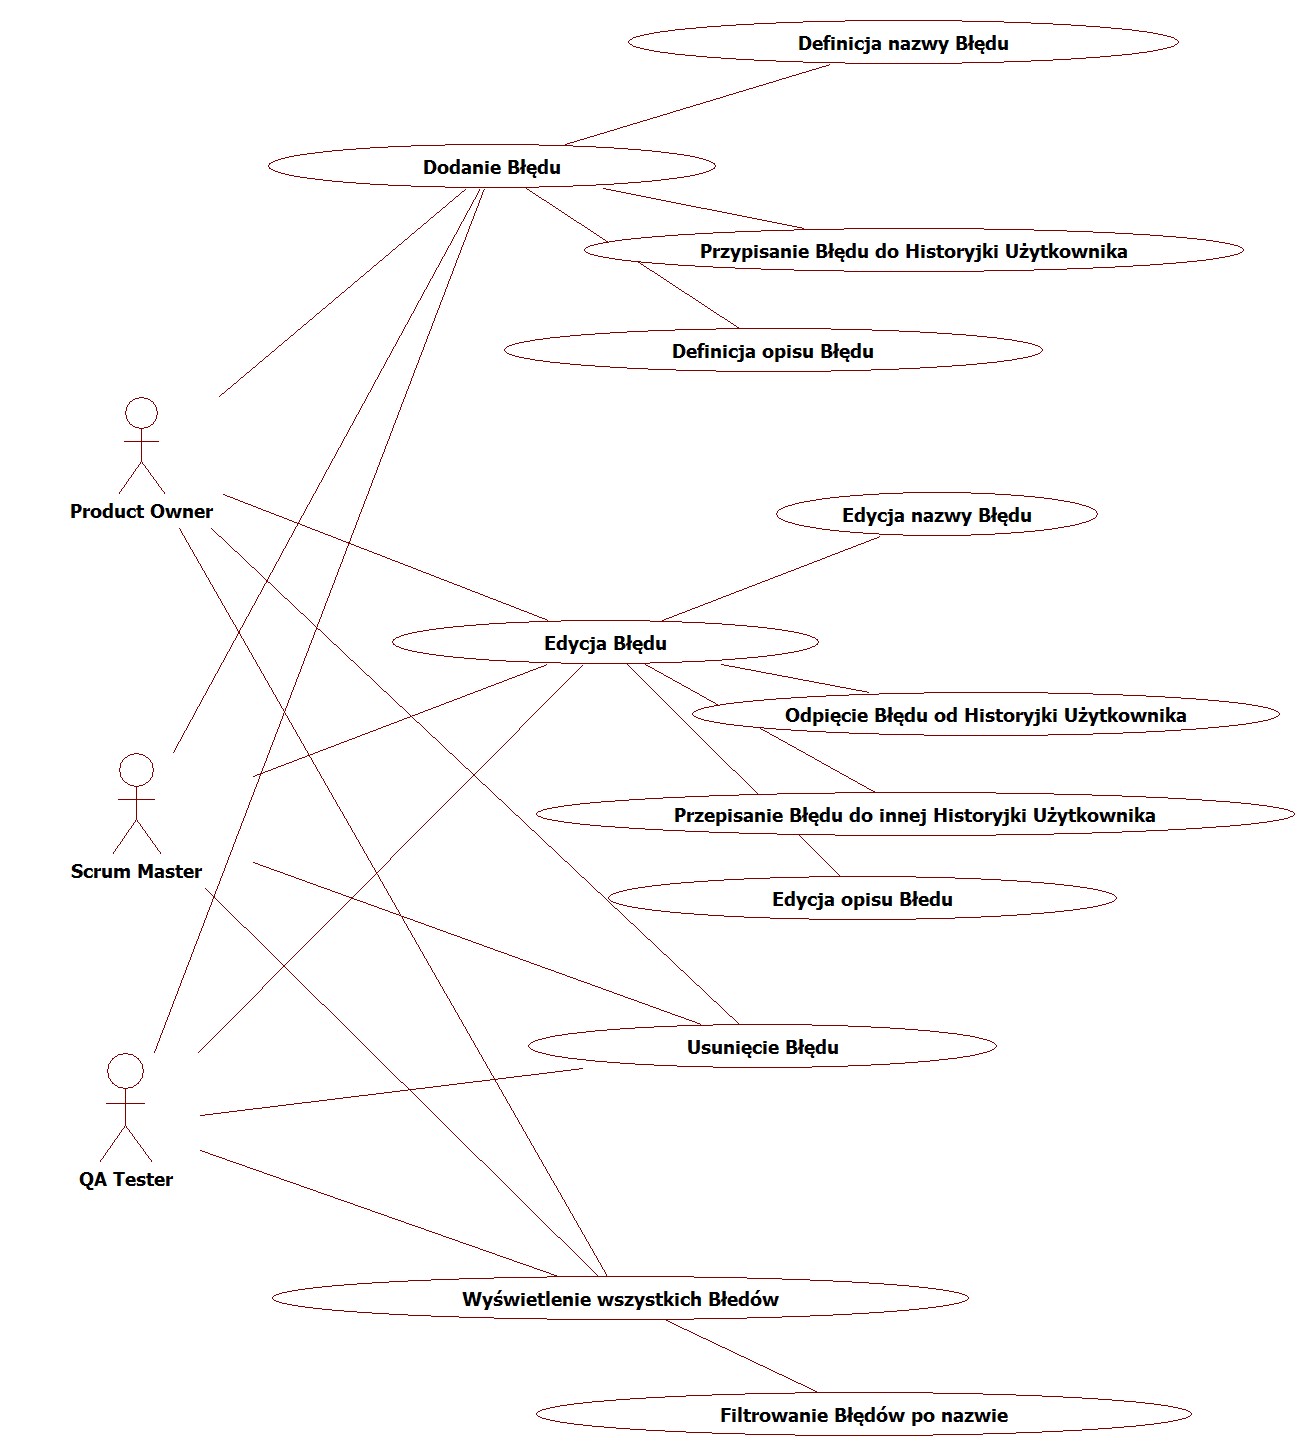 Definicja nazwy Błędu
Dodanie Błędu
Przypisanie Błędu do Historyjki Użytkownika
Definicja opisu Błędu
Product Owner
Edycja nazwy Błędu
Edycja Błędu
Odpięcie Błędu od Historyjki Użytkownika
Przepisanie Błędu do innej Historyjki Użytkownika
Scrum Master
Edycja opisu Błedu
Usunięcie Błędu
QA Tester
Wyświetlenie wszystkich Błedów
Filtrowanie Błędów po nazwie